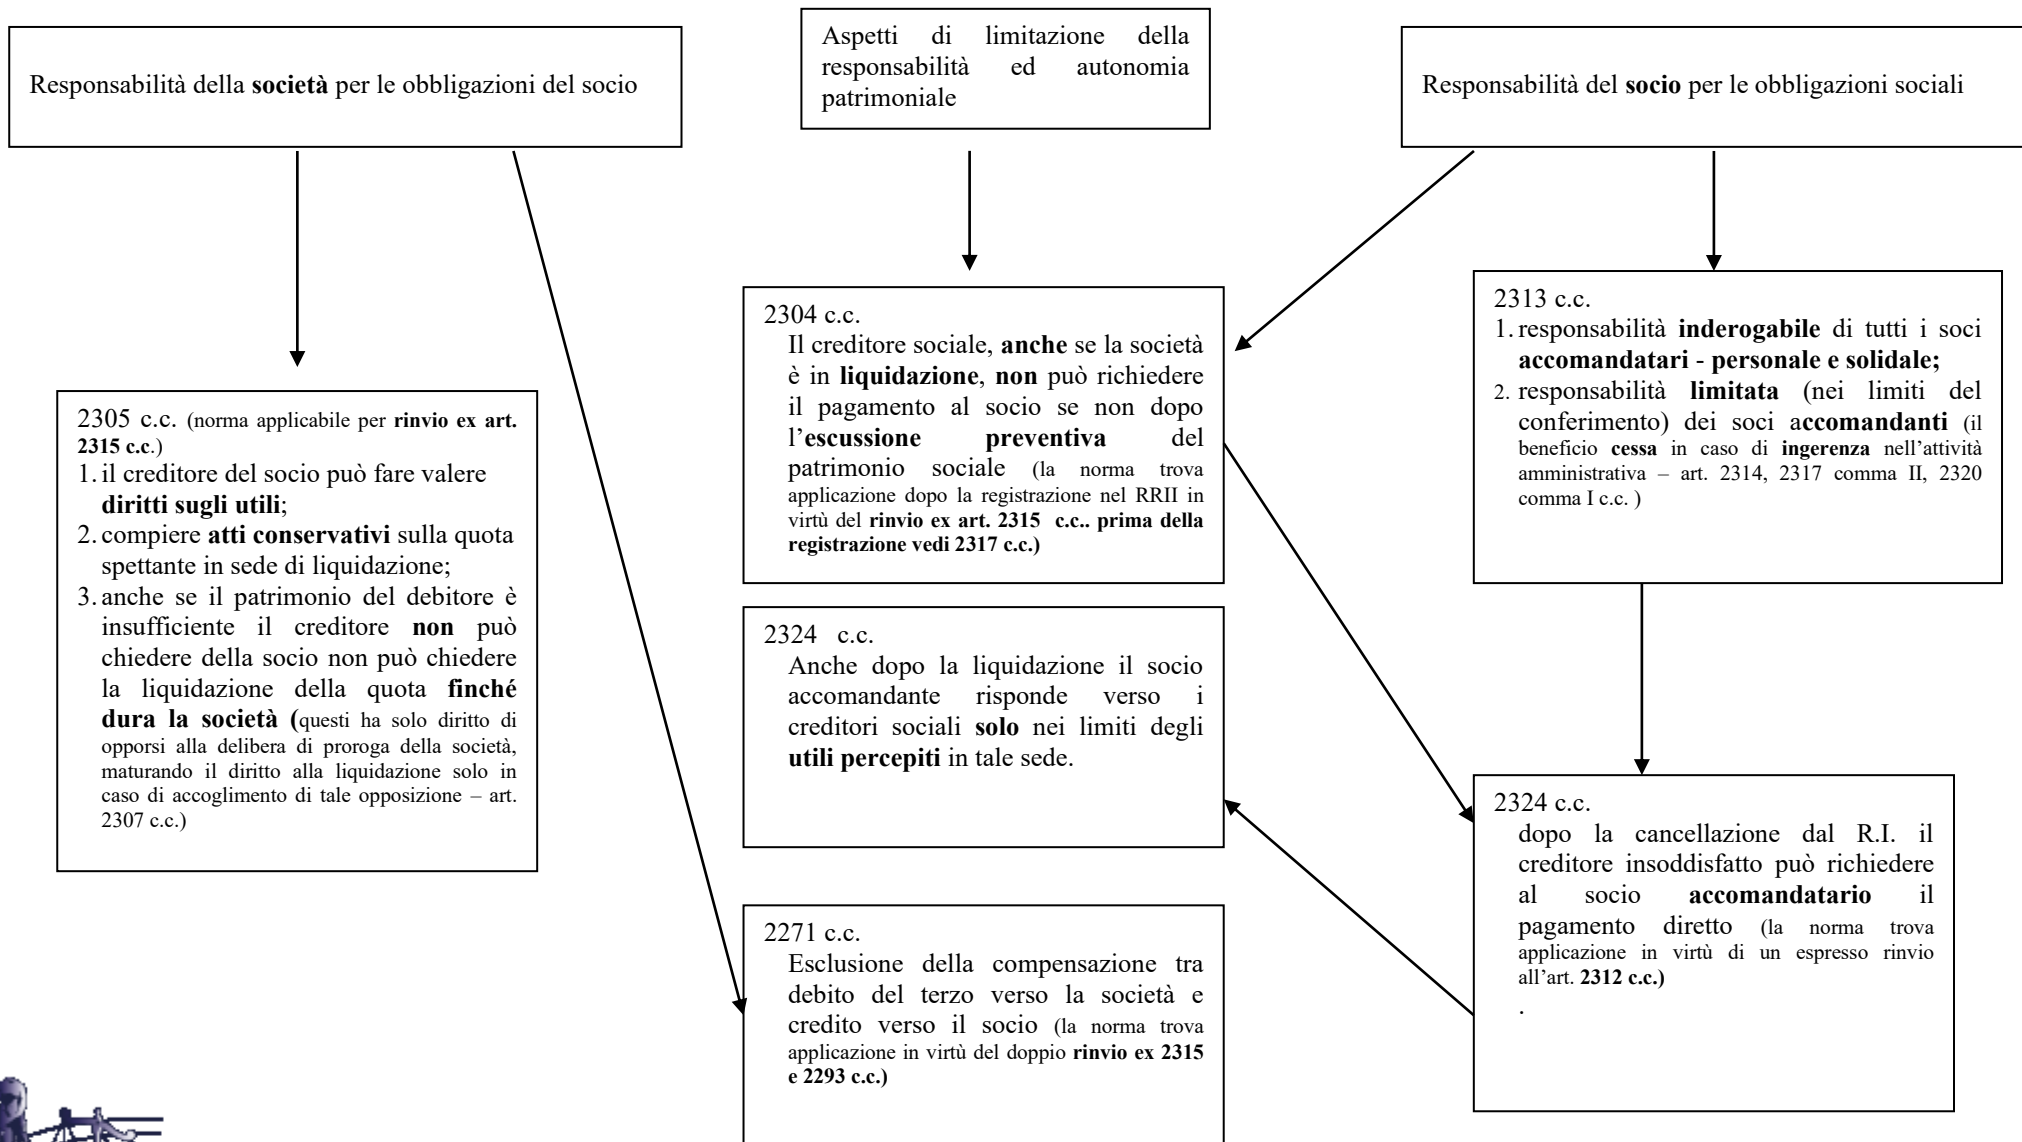 Responsabilità della società per le obbligazioni del socio
Aspetti di limitazione della
responsabilità ed autonomia
patrimoniale
Responsabilità del socio per le obbligazioni sociali
2305 c.c. (norma applicabile per rinvio ex art.
2315 c.c.)
1. il creditore del socio può fare valere
diritti sugli utili;
2. compiere atti conservativi sulla quota
spettante in sede di liquidazione;
3. anche se il patrimonio del debitore è
insufficiente il creditore non può
chiedere della socio non può chiedere
la liquidazione della quota finché
dura la società (questi ha solo diritto di
opporsi alla delibera di proroga della società,
maturando il diritto alla liquidazione solo in
caso di accoglimento di tale opposizione – art.
2307 c.c.)
2304 c.c.
Il creditore sociale, anche se la società
è in liquidazione, non può richiedere
il pagamento al socio se non dopo
l’escussione preventiva del
patrimonio sociale (la norma trova
applicazione dopo la registrazione nel RRII in
virtù del rinvio ex art. 2315 c.c.. prima della
registrazione vedi 2317 c.c.)
2324 c.c.
Anche dopo la liquidazione il socio
accomandante risponde verso i
creditori sociali solo nei limiti degli
utili percepiti in tale sede.
2271 c.c.
Esclusione della compensazione tra
debito del terzo verso la società e
credito verso il socio (la norma trova
applicazione in virtù del doppio rinvio ex 2315
e 2293 c.c.)
2313 c.c.
1. responsabilità inderogabile di tutti i soci
accomandatari - personale e solidale;
2. responsabilità limitata (nei limiti del
conferimento) dei soci accomandanti (il
beneficio cessa in caso di ingerenza nell’attività
amministrativa – art. 2314, 2317 comma II, 2320
comma I c.c. )
2324 c.c.
dopo la cancellazione dal R.I. il
creditore insoddisfatto può richiedere
al socio accomandatario il
pagamento diretto (la norma trova
applicazione in virtù di un espresso rinvio
all’art. 2312 c.c.)
.